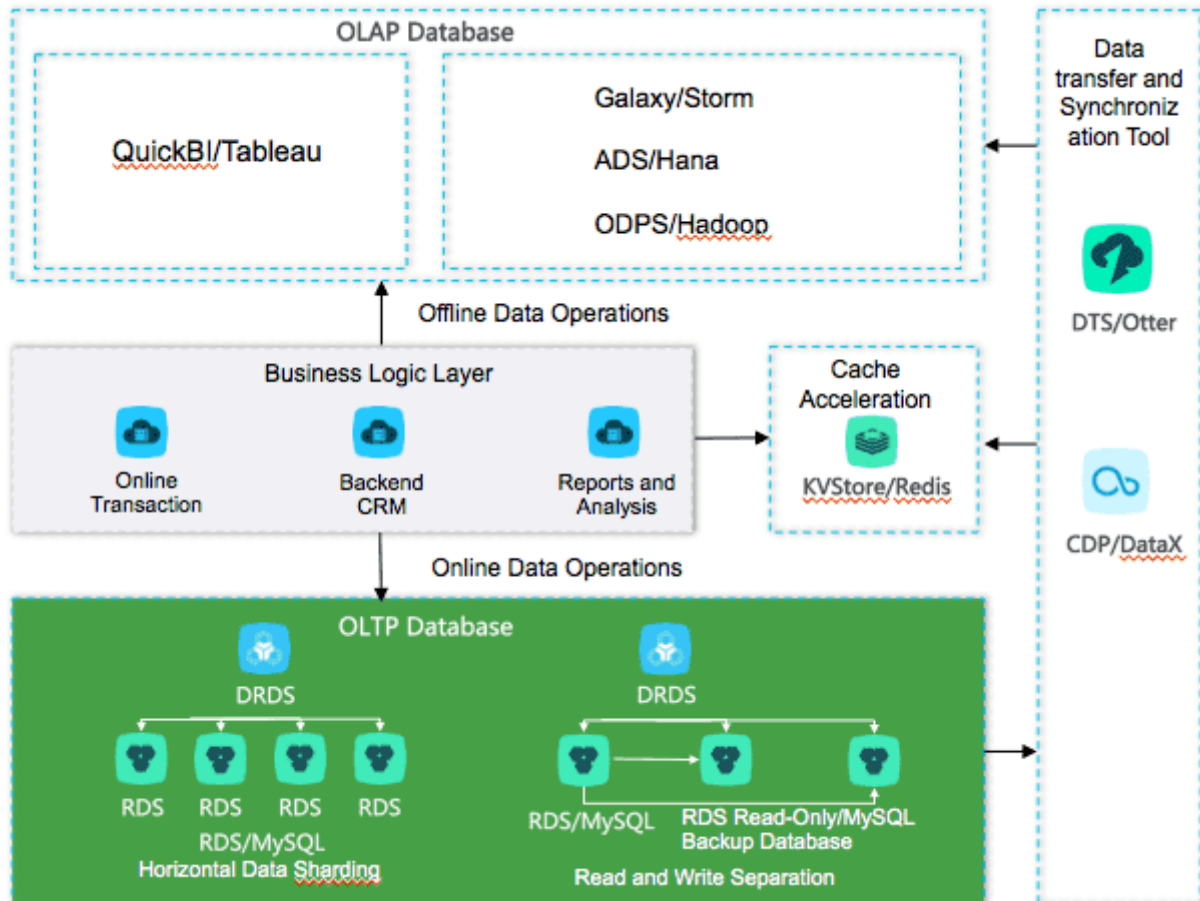 OLAP Database
QuickBI/Tableau
Galaxy/Storm
ADS/Hana
ODPS/Hadoop
Data
transfer and
Synchroniz
ation Tool
DTS/Otter
CDP/DataX
Offline Data Operations
Business Logic Layer
Online
Transaction
Backend
CRM
Reports and
Analysis
Cache
Acceleration
KVStore/Redis
Online Data Operations
OLTP Database
DRDS
RDS
RDS
RDS
RDS
RDS/MySQL
Horizontal Data Sharding
DRDS
RDS/MySQL
RDS Read-Only/MySQL
Backup Database
Read and Write Separation